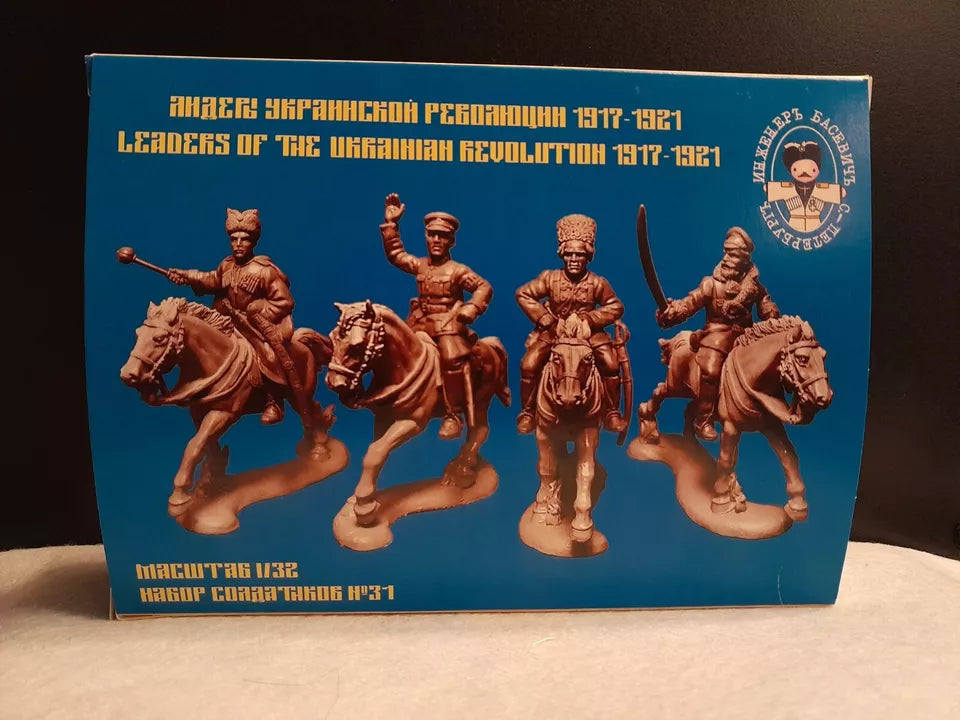 ЛИДЕРЫ УКРАИНСКОЙ РЕВОЛЮЦИИ 1917-1921
LEADERS OF THE UKRAINIAN REVOLUTION 1917-1921
ИНЖЕНЕРЪ БАСЕВИЧЪ
С-ПЕТЕРБУРГЪ
МАСШТАБ 1/32
НАБОР СОЛДАТИКОВ №31